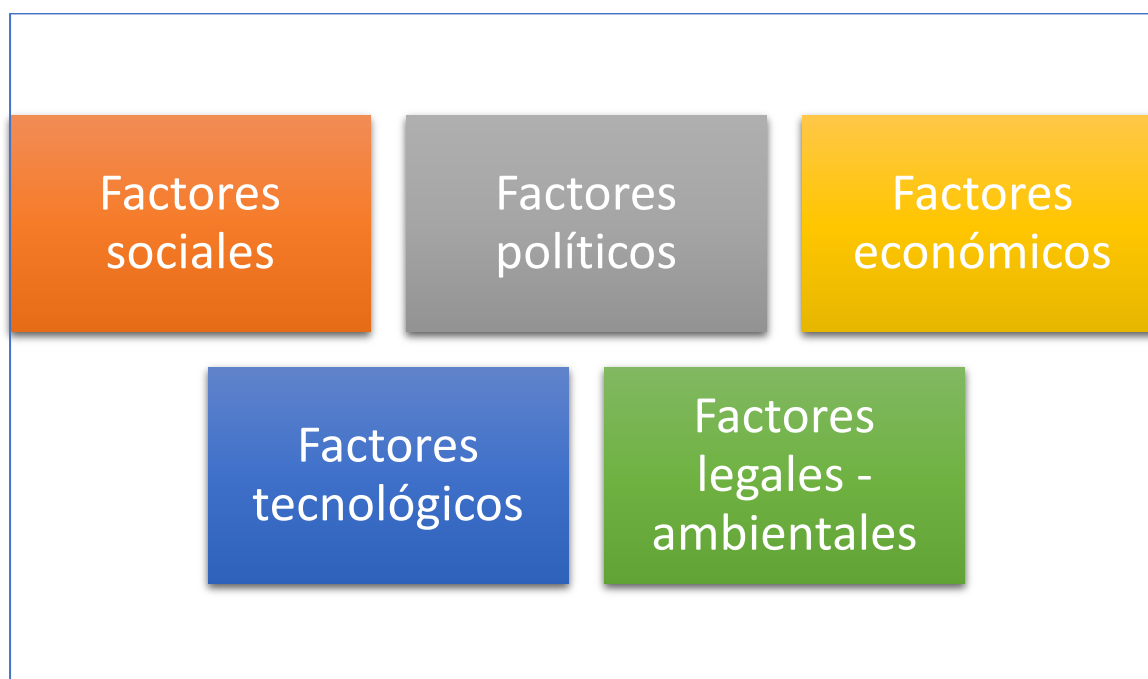 Factores
sociales
Factores
políticos
Factores
económicos
Factores
tecnológicos
Factores
legales -
ambientales